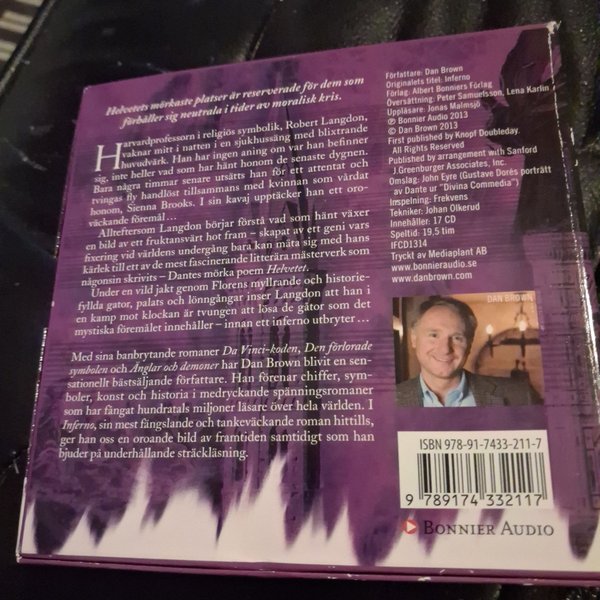 Helvetets mörkaste platser är reserverade för dem som
förhåller sig neutrala i tider av moralisk kris.
Harvardprofessorn i religiös symbolik, Robert Langdon,
vaknar mitt i natten i en sjukhussäng med blixtrande
huvudvärk. Han har ingen aning om var han befinner
sig, inte heller vad som har hänt honom de senaste dygnen.
Bara några timmar senare utsätts han för ett attentat och
tvingas fly handlöst tillsammans med kvinnan som vårdat
honom, Sienna Brooks. I sin kavaj upptäcker han ett oro-
väckande föremål…
Allteftersom Langdon börjar förstå vad som hänt växer
en bild av ett fruktansvärt hot fram – skapat av ett geni vars
fixering vid världens undergång bara kan mäta sig med hans
kärlek till ett av de mest fascinerande litterära mästerverk som
någonsin skrivits – Dantes mörka poem Helvetet.
Under en vild jakt genom Florens myllrande och historie-
fyllda gator, palats och lönngångar inser Langdon att han i
en kamp mot klockan är tvungen att lösa de gåtor som det
mystiska föremålet innehåller – innan ett inferno utbryter…
Med sina banbrytande romaner Da Vinci-koden, Den förlorade
symbolen och Änglar och demoner har Dan Brown blivit en sen-
sationellt bästsäljande författare. Han förenar chiffer, sym-
boler, konst och historia i medryckande spänningsromaner
som har fångat hundratals miljoner läsare över hela världen. I
Inferno, sin mest fängslande och tankeväckande roman hittills,
ger han oss en oroande bild av framtiden samtidigt som han
bjuder på underhållande sträckläsning.
Författare: Dan Brown
Originalets titel: Inferno
Förlag: Albert Bonniers Förlag
Översättning: Peter Samuelsson, Lena Karlin
Uppläsare: Jonas Malmsjö
℗ Bonnier Audio 2013
© Dan Brown 2013
First published by Knopf Doubleday.
All Rights Reserved
Published by arrangement with Sanford
J.Greenburger Associates, Inc.
Omslag: John Eyre (Gustave Dorés porträtt
av Dante ur "Divina Commedia")
Inspelning: Frekvens
Tekniker: Johan Olkerud
Innehåller: 17 CD
Speltid: 19,5 tim
IFCD1314
Tryck av Mediaplant AB
www.bonnieraudio.se
www.danbrown.com
DAN BROWN
ISBN 978-91-7433-211-7
9 789174 332117
BONNIER AUDIO